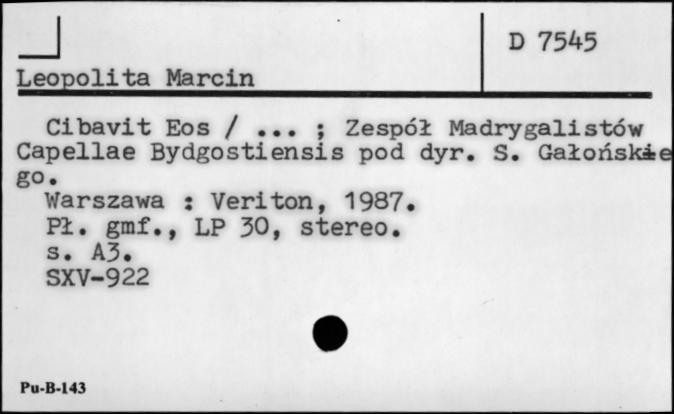 D 7545
Leopolita Marcin
Cibavit Eos / ... ; Zespół Madrygalistów
Capellae Bydgostiensis pod dyr. S. Gałońskie
go.
Warszawa : Veriton, 1987.
Pł. gmf., LP 30, stereo.
s. A3.
SXV-922
Pu-B-143